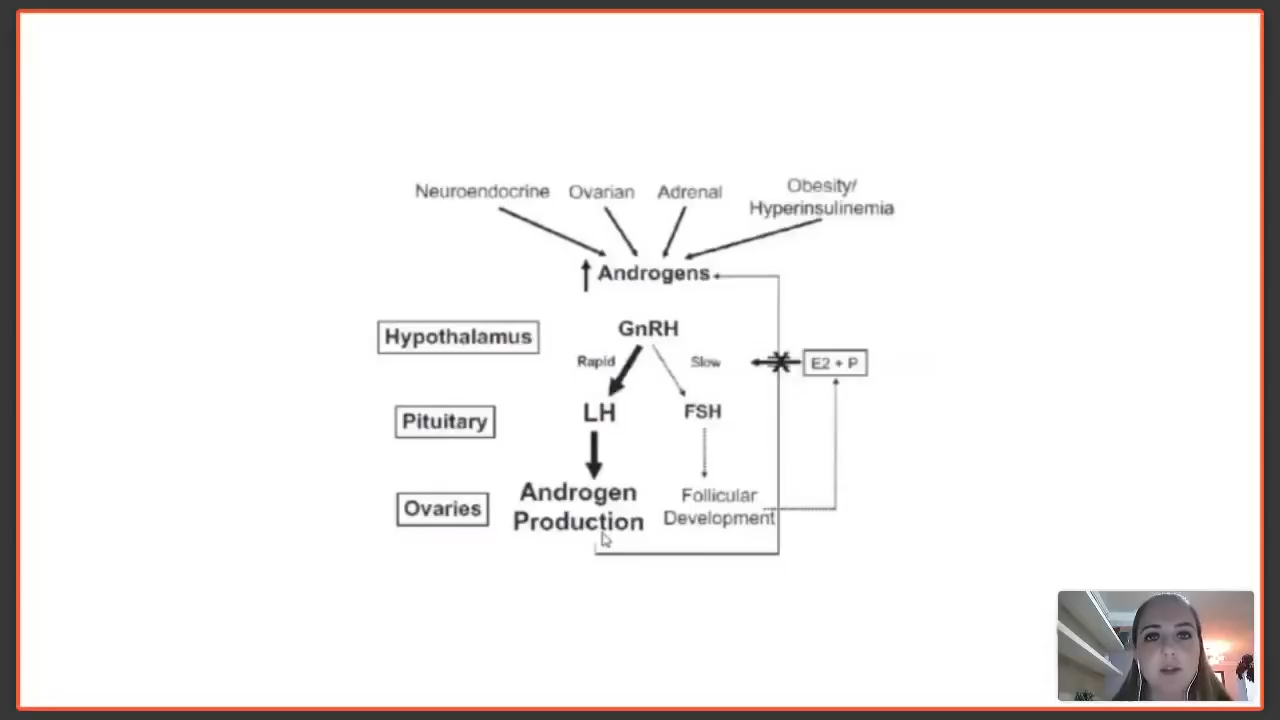 Neuroendocrine Ovarian Adrenal Obesity/
Hyperinsulinemia
Androgens
Hypothalamus GnRH
Rapid Slow E2 + P
Pituitary LH FSH
Ovaries Androgen Follicular
Production Development